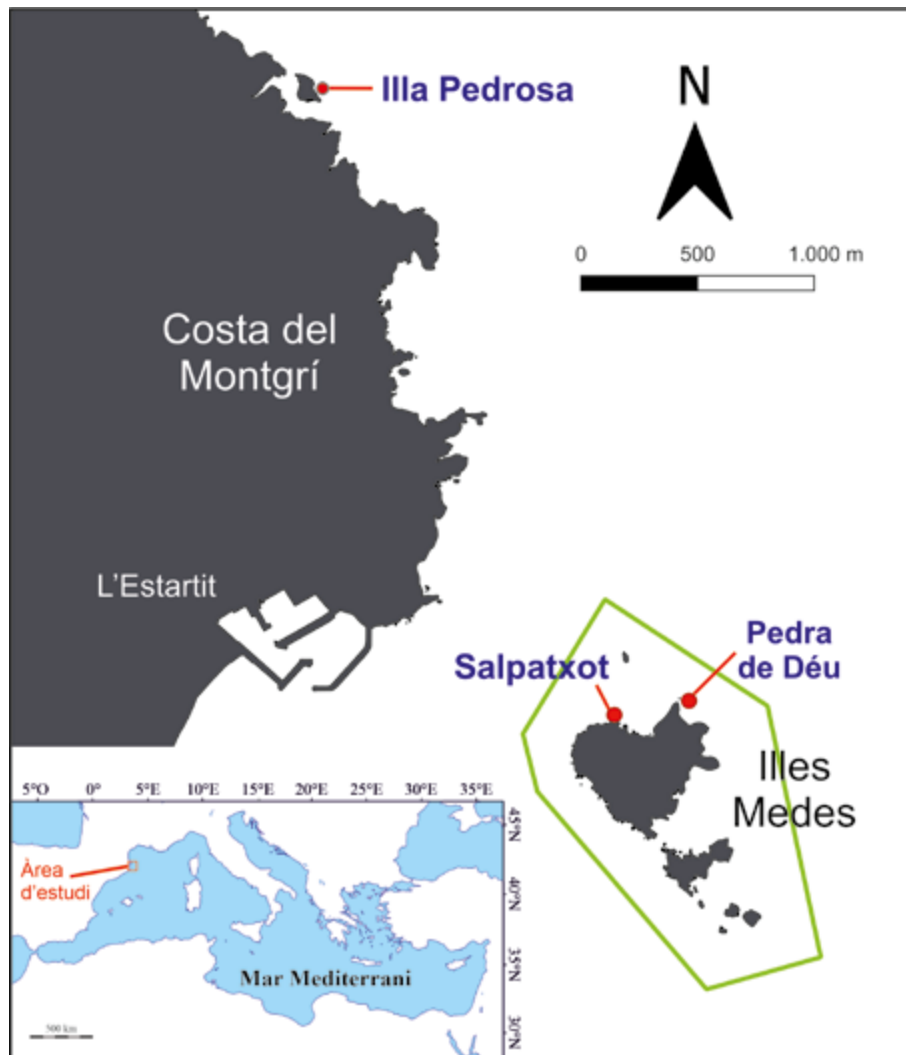 Illa Pedrosa
N
0 500 1.000 m
Costa del
Montgrí
L'Estartit
Salpatxot
Pedra
de Déu
Illes
Medes
5°O 0° 5°E 10°E 15°E 20°E 25°E 30°E 35°E
45°N
40°N
35°N
30°N
Àrea
d'estudi
Mar Mediterrani
500 km